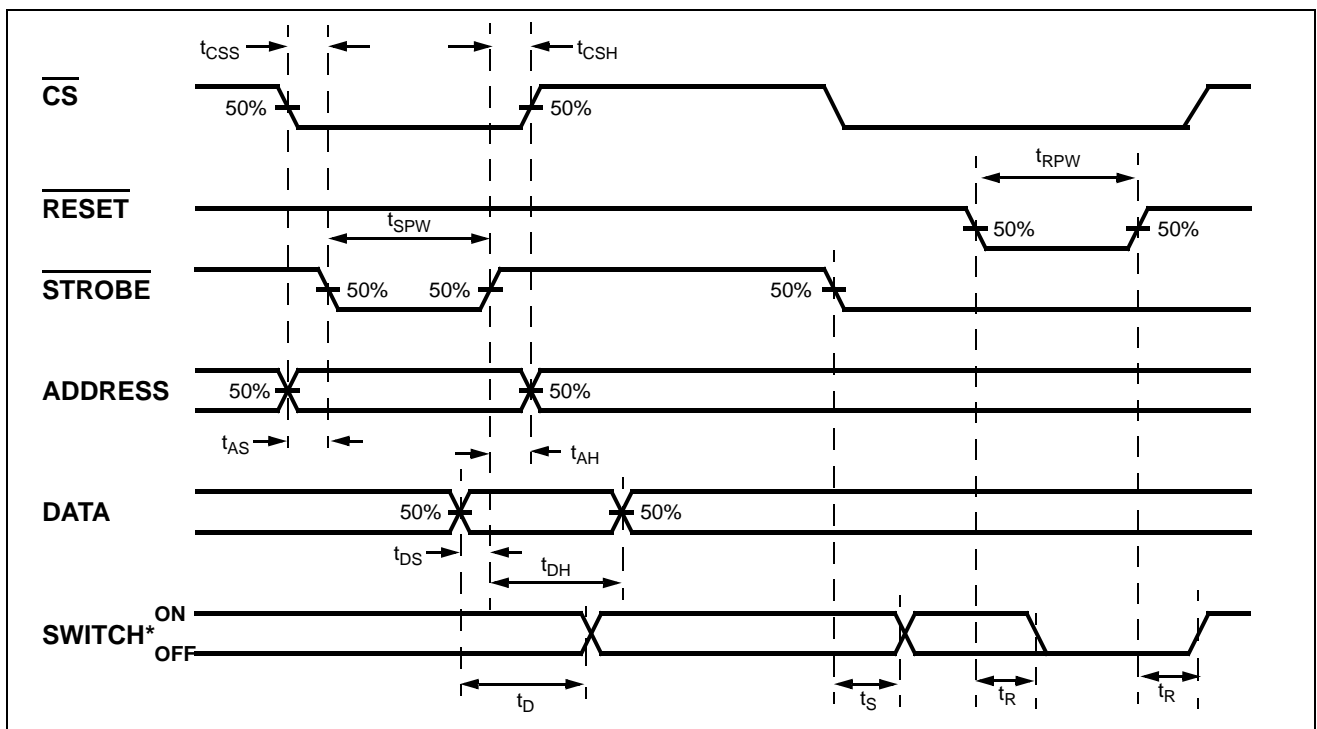 tCSS
tCSH
CS
50%
50%
tRPW
RESET
tSPW
50%
50%
STROBE
50%
50%
50%
ADDRESS
50%
50%
tAS
tAH
DATA
50%
50%
tDS
tDH
ON
SWITCH*
OFF
tD
tS
tR
tR